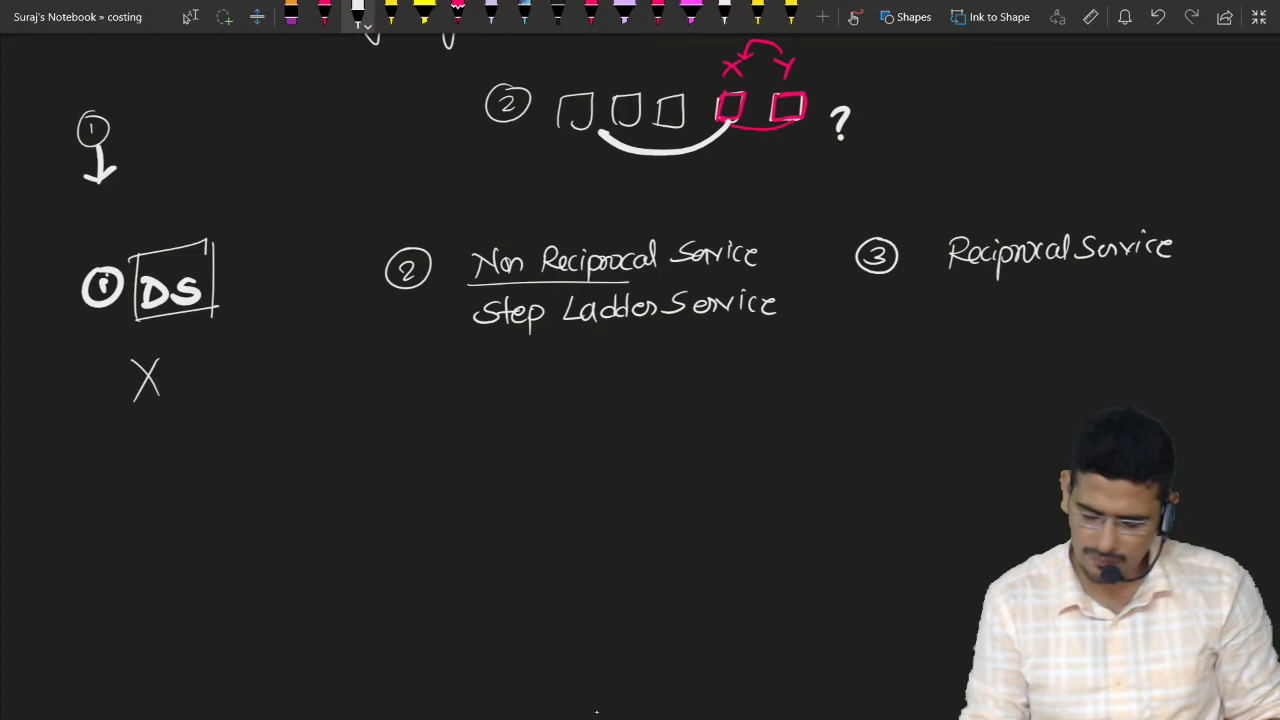 Suraj's Notebook » costing
Shapes
Ink to Shape
X Y
② ?
①
① DS
② Non Reciprocal Service
Step Ladder Service
③ Reciprocal Service
X